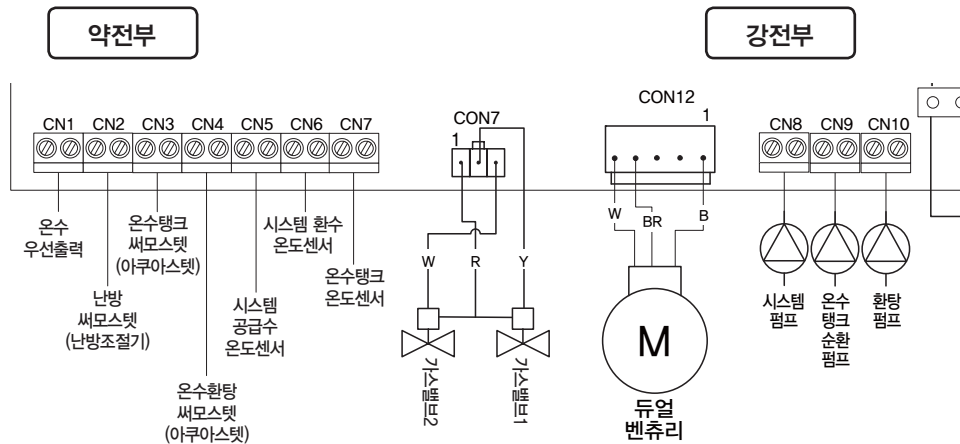 약전부
강전부
CN1 CN2 CN3 CN4 CN5 CN6 CN7
CON7
1
CON12
1
CN8 CN9 CN10
온수
우선출력
난방
써모스텟
(난방조절기)
온수탱크
써모스텟
(아쿠아스텟)
온수환탕
써모스텟
(아쿠아스텟)
시스템
공급수
온도센서
시스템 환수
온도센서
온수탱크
온도센서
W R Y
가스밸브2
가스밸브1
W BR B
M
듀얼
벤츄리
시스템
펌프
온수
탱크
순환
펌프
환탕
펌프